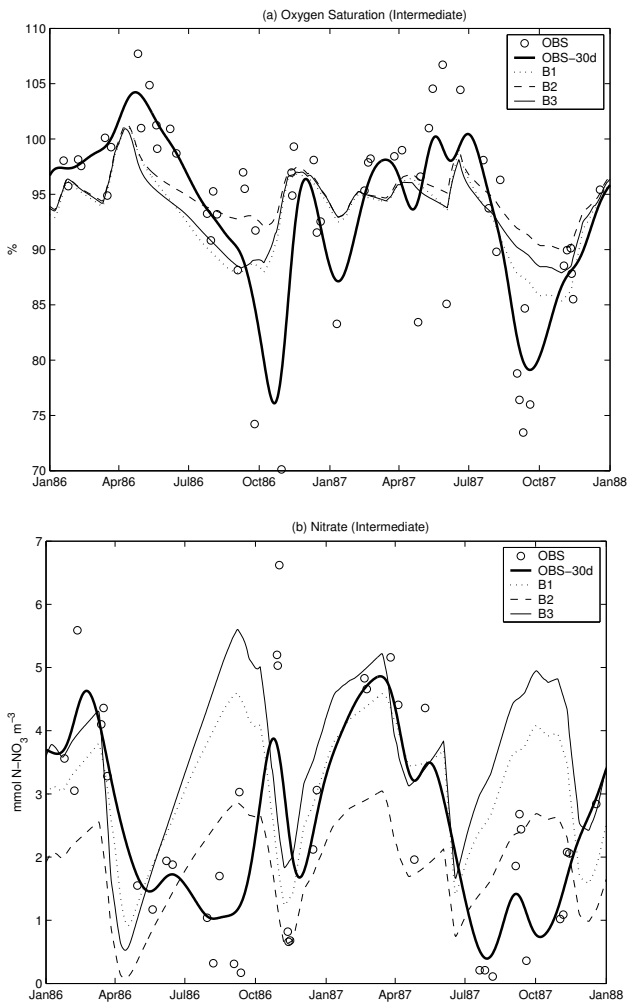 (a) Oxygen Saturation (Intermediate)
110
105
100
95
90
85
80
75
70
%
OBS
OBS−30d
B1
B2
B3
Jan86 Apr86 Jul86 Oct86 Jan87 Apr87 Jul87 Oct87 Jan88
(b) Nitrate (Intermediate)
7
6
5
4
3
2
1
0
mmol N−NO3 m−3
OBS
OBS−30d
B1
B2
B3
Jan86 Apr86 Jul86 Oct86 Jan87 Apr87 Jul87 Oct87 Jan88